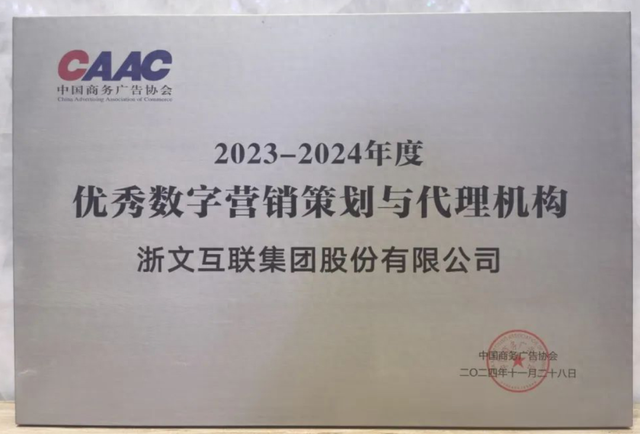 CAAC
中国商务广告协会
China Advertising Association of Commerce
2023-2024年度
优秀数字营销策划与代理机构
浙文互联集团股份有限公司
中国商务广告协会
二〇二四年十一月二十八日